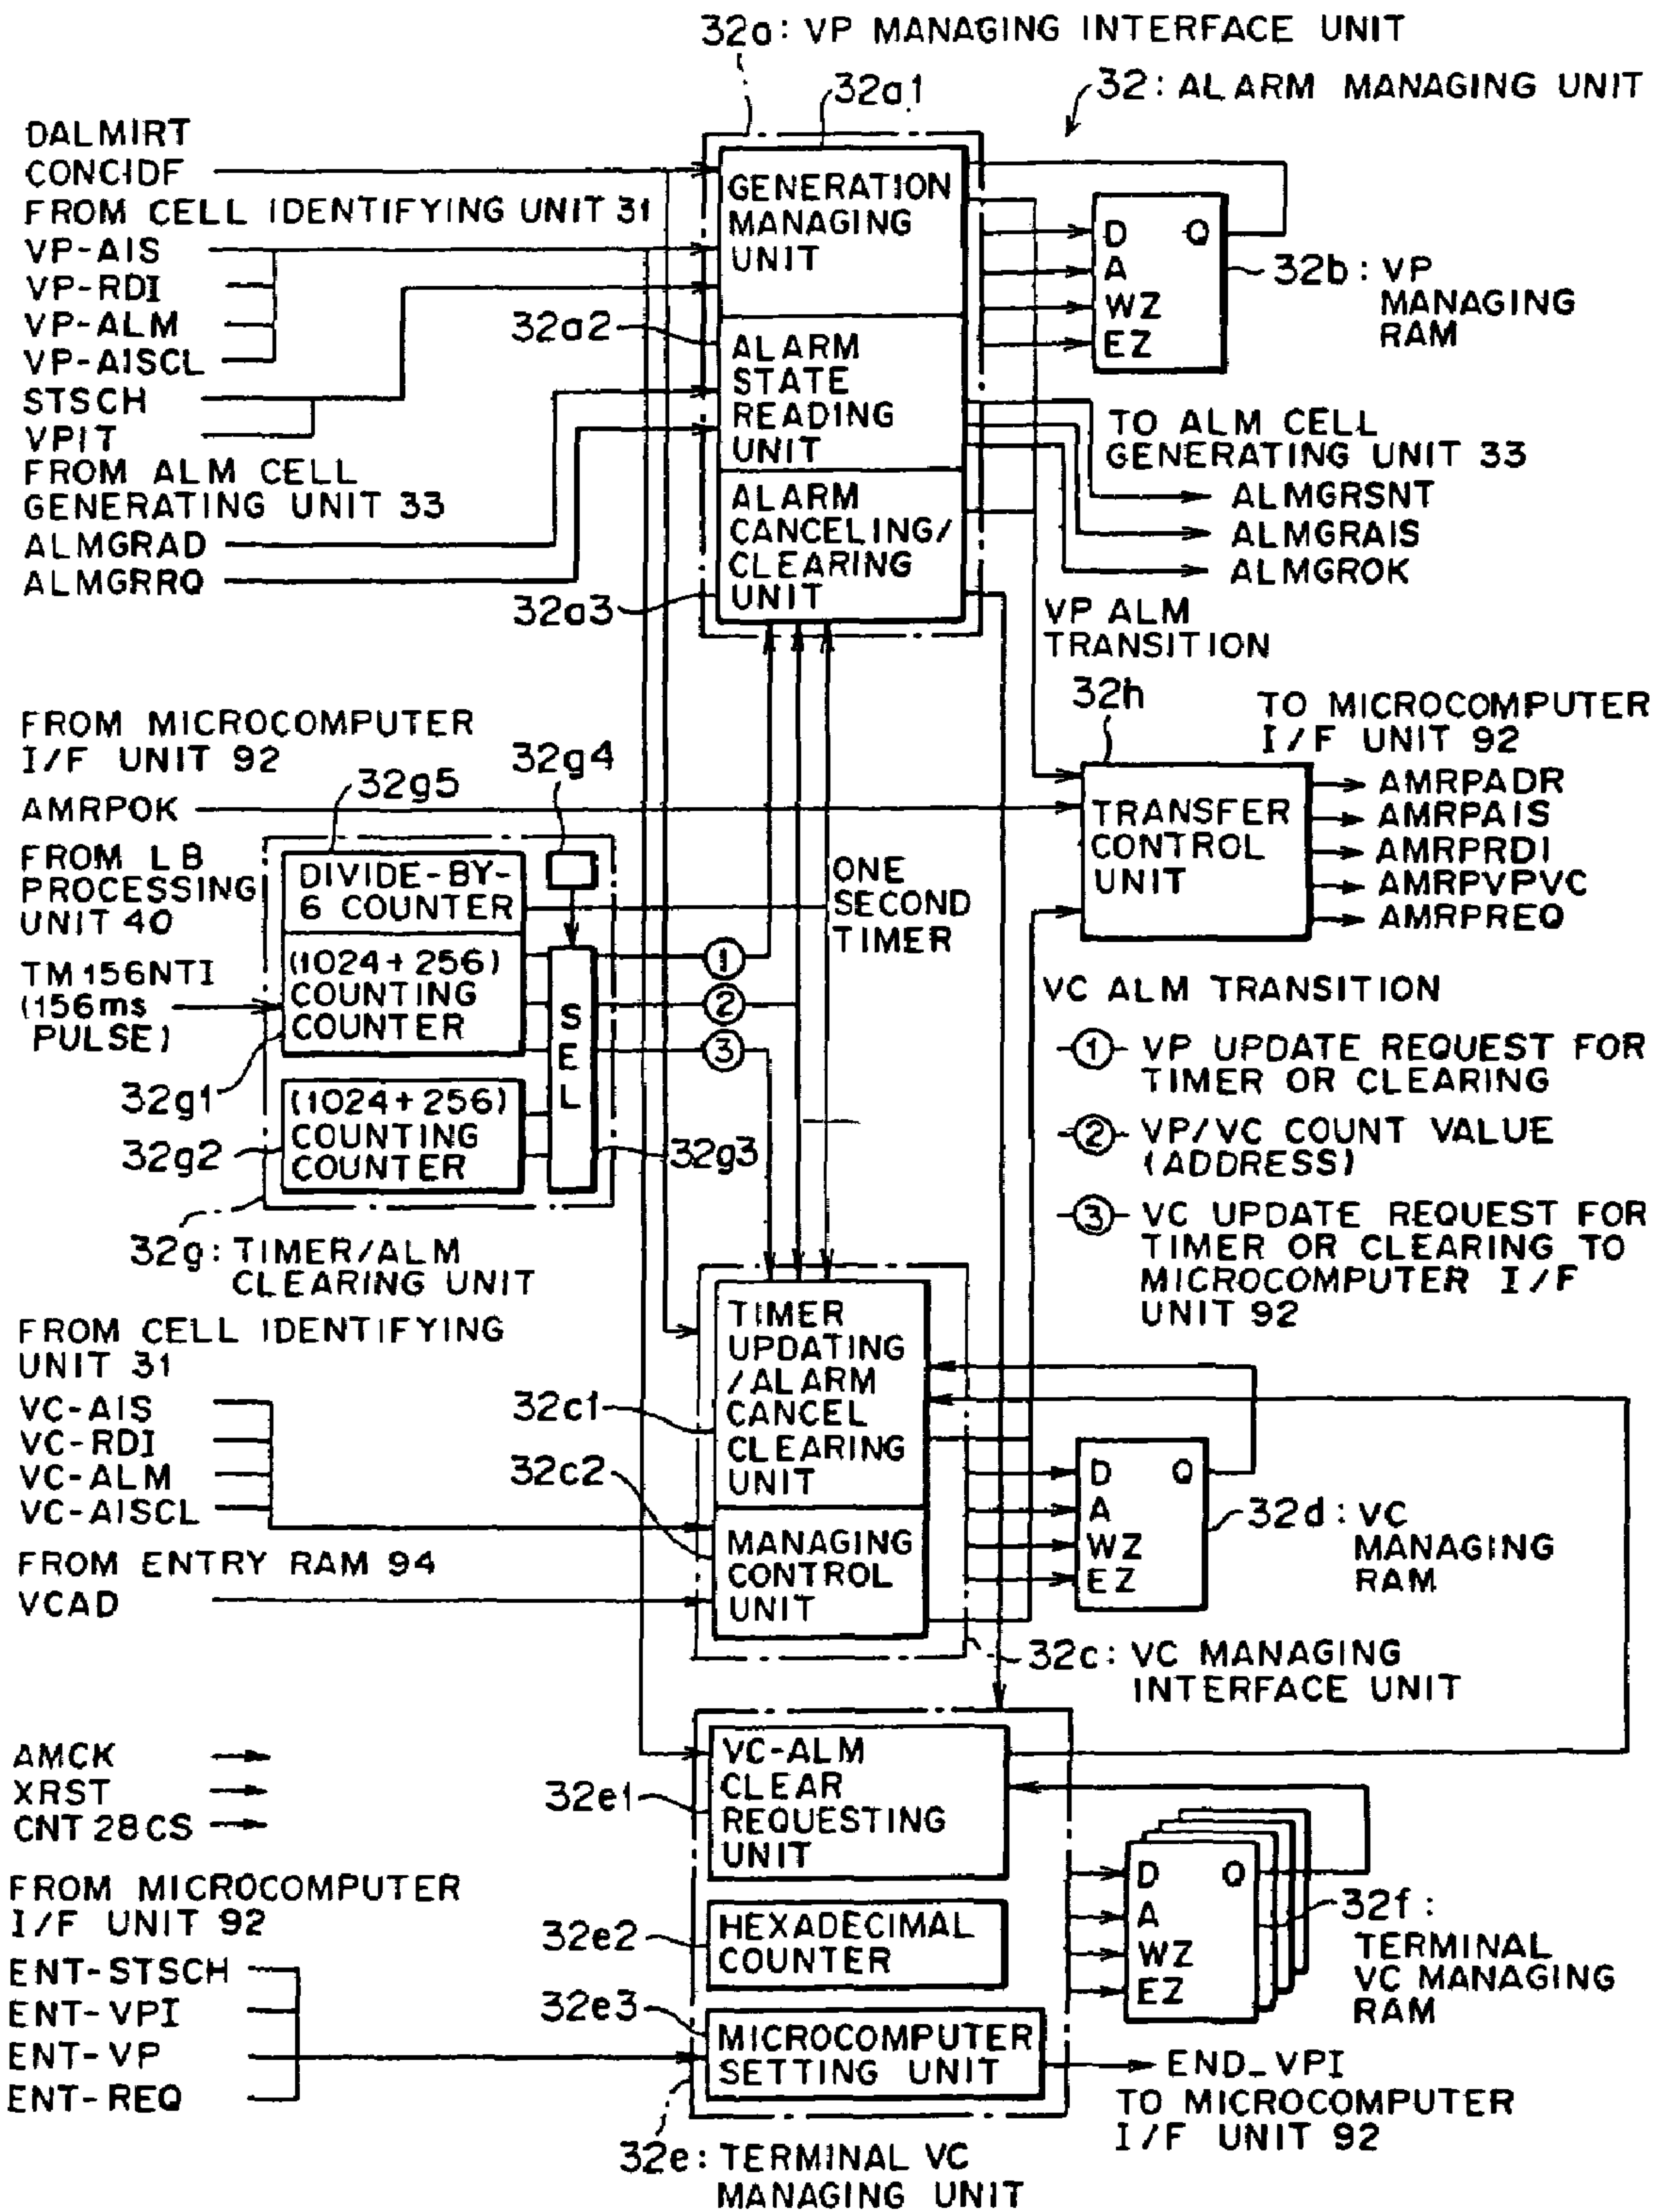 32a: VP MANAGING INTERFACE UNIT
32a1
32: ALARM MANAGING UNIT
DALMIRT
CONCIDF
FROM CELL IDENTIFYING UNIT 31
VP-AIS
VP-RDI
VP-ALM
VP-AISCL
STSCH
VPIT
FROM ALM CELL
GENERATING UNIT 33
ALMGRAD
ALMGRRQ
GENERATION
MANAGING
UNIT
32a2
ALARM
STATE
READING
UNIT
ALARM
CANCELING/
CLEARING
UNIT
32a3
D Q
A
WZ
EZ
32b: VP
MANAGING
RAM
TO ALM CELL
GENERATING UNIT 33
ALMGRSNT
ALMGRAIS
ALMGROK
VP ALM
TRANSITION
32h
TO MICROCOMPUTER
I/F UNIT 92
TRANSFER
CONTROL
UNIT
AMRPADR
AMRPAIS
AMRPRDI
AMRPVPVC
AMRPREQ
FROM MICROCOMPUTER
I/F UNIT 92
AMRPOK
32g5
32g4
FROM LB
PROCESSING
UNIT 40
TM156NTI
(156ms
PULSE)
DIVIDE-BY-
6 COUNTER
(1024+256)
COUNTING
COUNTER
32g1
(1024+256)
COUNTING
COUNTER
32g2
SEL
32g3
1
2
3
ONE
SECOND
TIMER
32g: TIMER/ALM
CLEARING UNIT
VC ALM TRANSITION
1 VP UPDATE REQUEST FOR
TIMER OR CLEARING
2 VP/VC COUNT VALUE
(ADDRESS)
3 VC UPDATE REQUEST FOR
TIMER OR CLEARING TO
MICROCOMPUTER I/F
UNIT 92
FROM CELL IDENTIFYING
UNIT 31
VC-AIS
VC-RDI
VC-ALM
VC-AISCL
FROM ENTRY RAM 94
VCAD
32c1
TIMER
UPDATING
/ALARM
CANCEL
CLEARING
UNIT
32c2
MANAGING
CONTROL
UNIT
D Q
A
WZ
EZ
32d: VC
MANAGING
RAM
32c: VC MANAGING
INTERFACE UNIT
AMCK
XRST
CNT28CS
FROM MICROCOMPUTER
I/F UNIT 92
ENT-STSCH
ENT-VPI
ENT-VP
ENT-REQ
32e1
VC-ALM
CLEAR
REQUESTING
UNIT
32e2
HEXADECIMAL
COUNTER
32e3
MICROCOMPUTER
SETTING UNIT
D Q
A
WZ
EZ
32f:
TERMINAL
VC MANAGING
RAM
END_VPI
TO MICROCOMPUTER
I/F UNIT 92
32e: TERMINAL VC
MANAGING UNIT